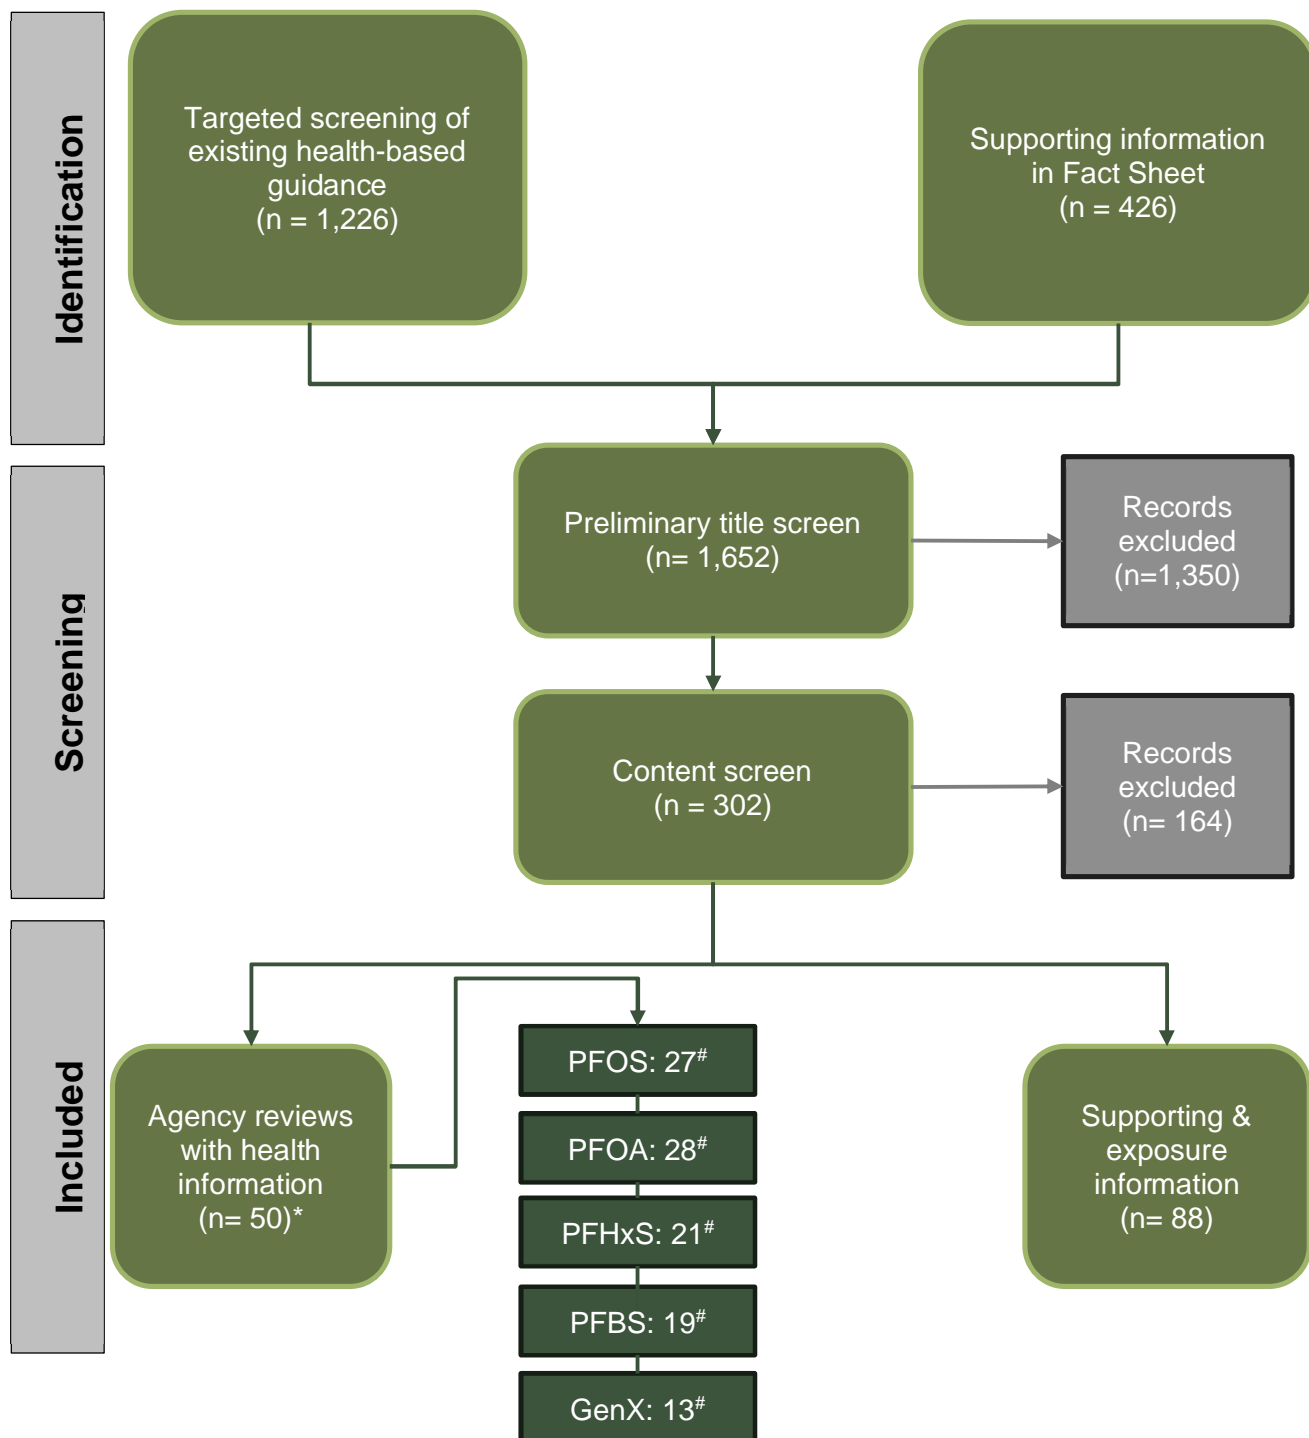 Identification
Targeted screening of
existing health-based
guidance
(n = 1,226)
Supporting information
in Fact Sheet
(n = 426)
Screening
Preliminary title screen
(n= 1,652)
Records
excluded
(n=1,350)
Content screen
(n = 302)
Records
excluded
(n= 164)
Included
Agency reviews
with health
information
(n= 50)*
PFOS: 27#
PFOA: 28#
PFHxS: 21#
PFBS: 19#
GenX: 13#
Supporting &
exposure
information
(n= 88)